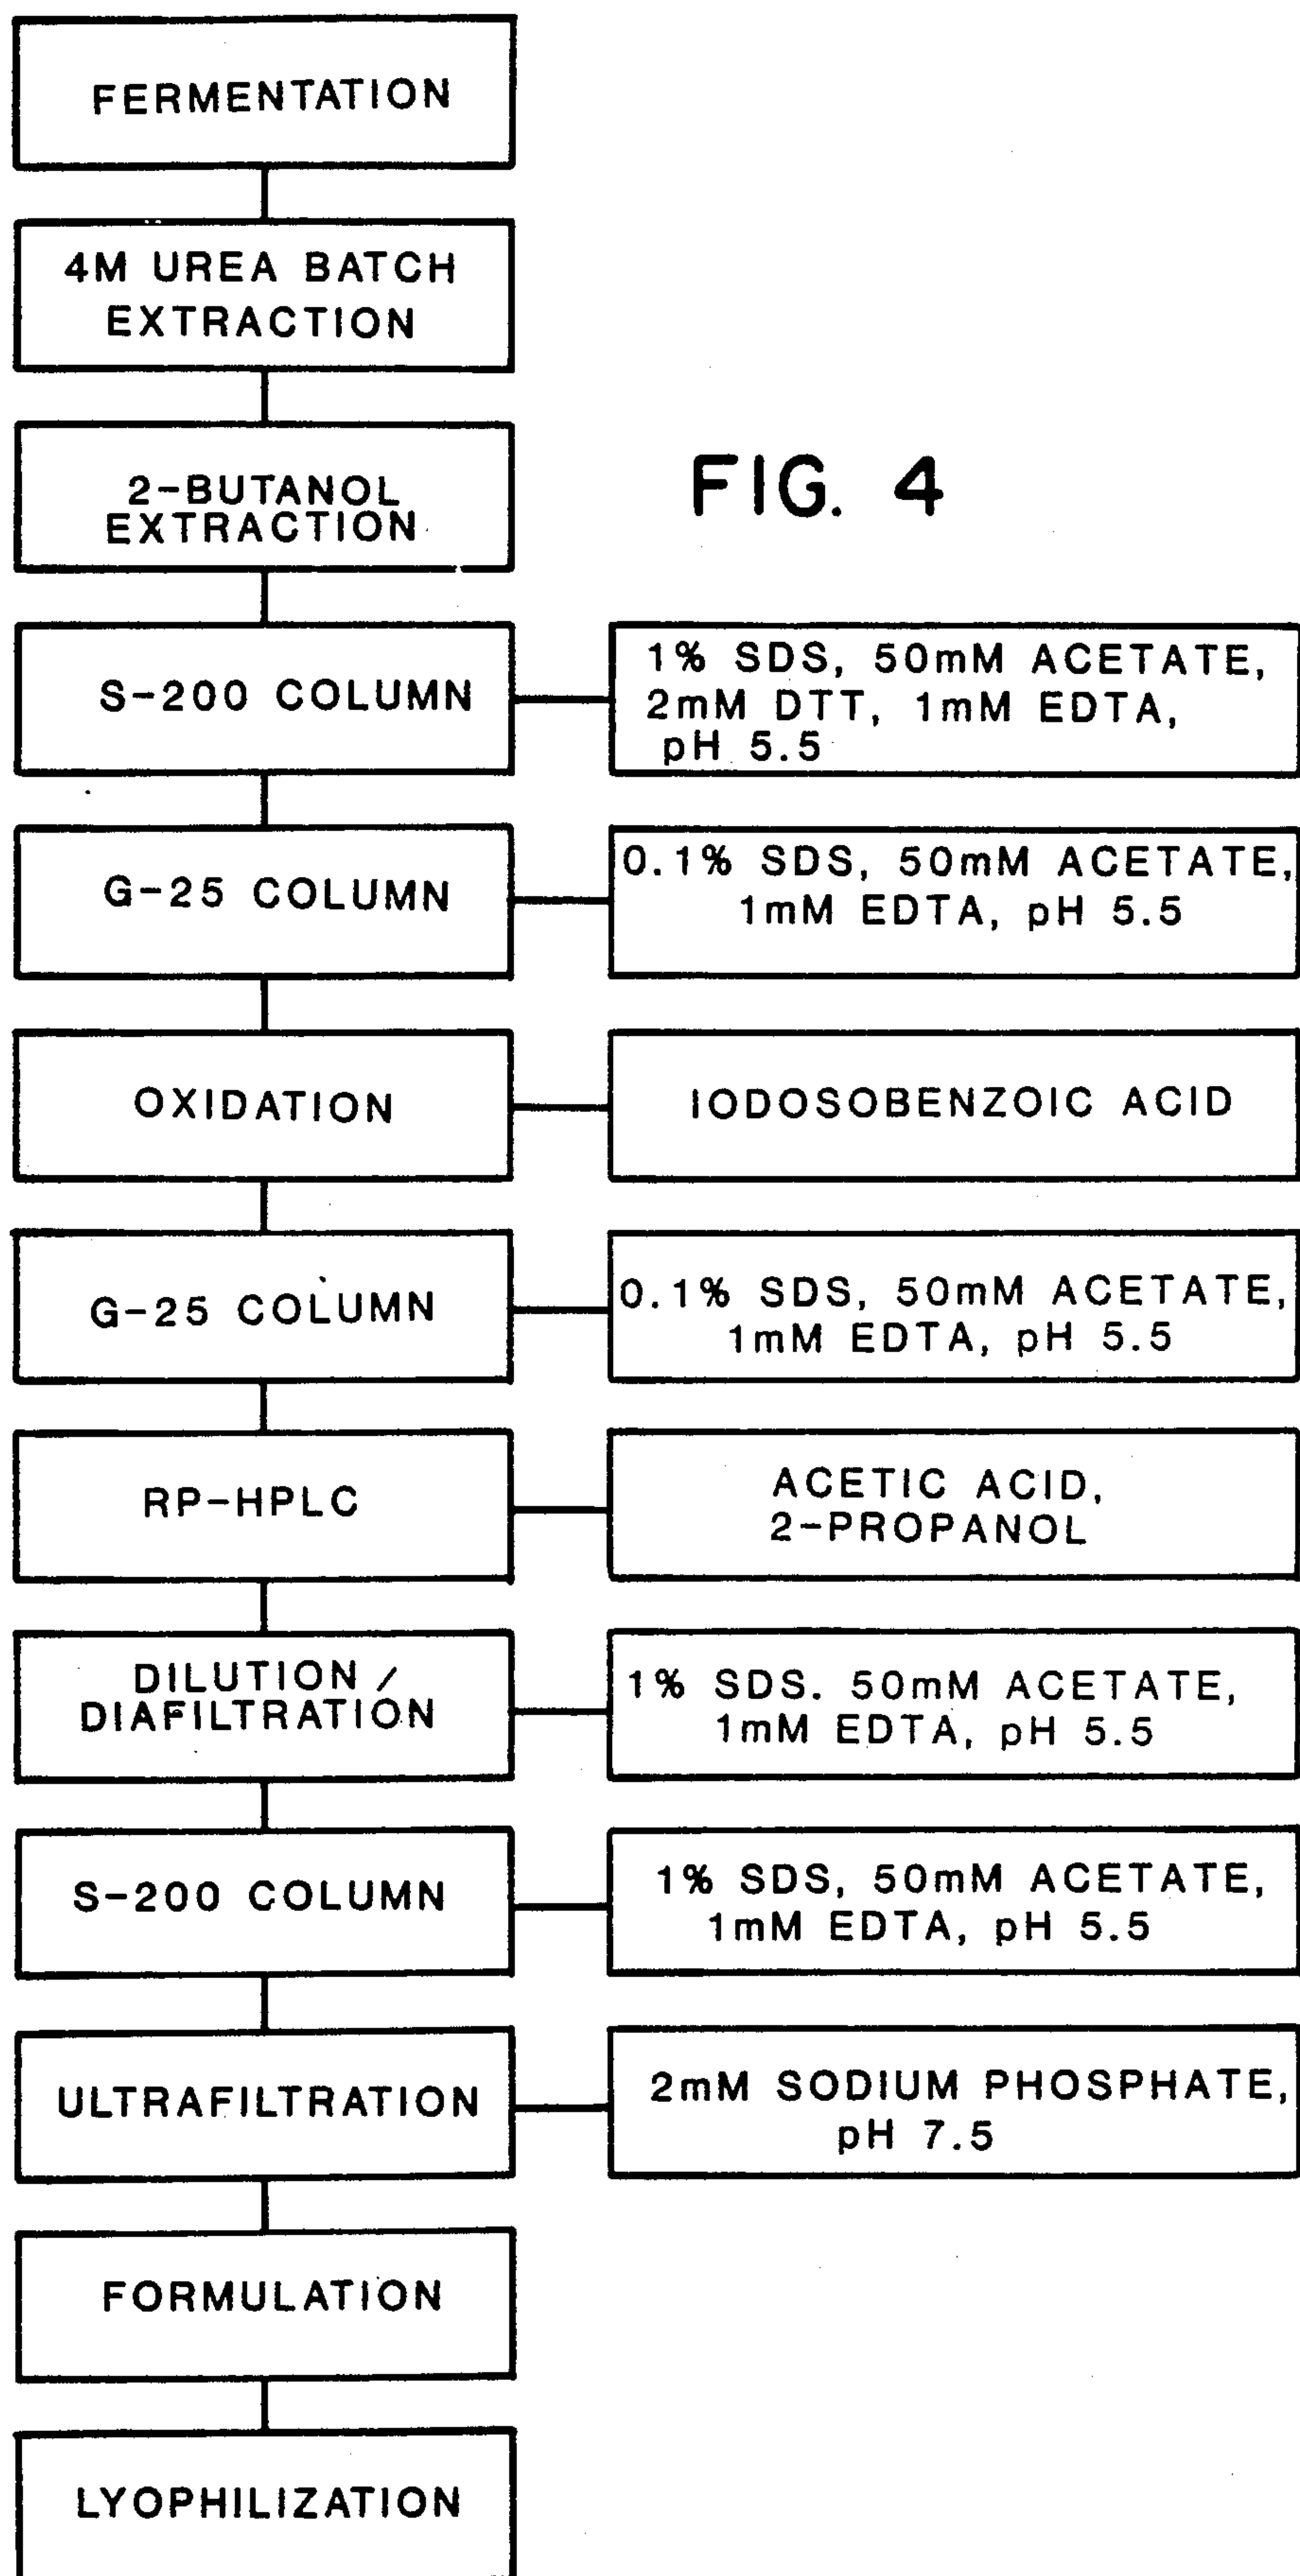 FERMENTATION
4M UREA BATCH
EXTRACTION
2-BUTANOL
EXTRACTION
FIG. 4
S-200 COLUMN
1% SDS, 50mM ACETATE,
2mM DTT, 1mM EDTA,
pH 5.5
G-25 COLUMN
0.1% SDS, 50mM ACETATE,
1mM EDTA, pH 5.5
OXIDATION
IODOSOBENZOIC ACID
G-25 COLUMN
0.1% SDS, 50mM ACETATE,
1mM EDTA, pH 5.5
RP-HPLC
ACETIC ACID,
2-PROPANOL
DILUTION /
DIAFILTRATION
1% SDS. 50mM ACETATE,
1mM EDTA, pH 5.5
S-200 COLUMN
1% SDS, 50mM ACETATE,
1mM EDTA, pH 5.5
ULTRAFILTRATION
2mM SODIUM PHOSPHATE,
pH 7.5
FORMULATION
LYOPHILIZATION